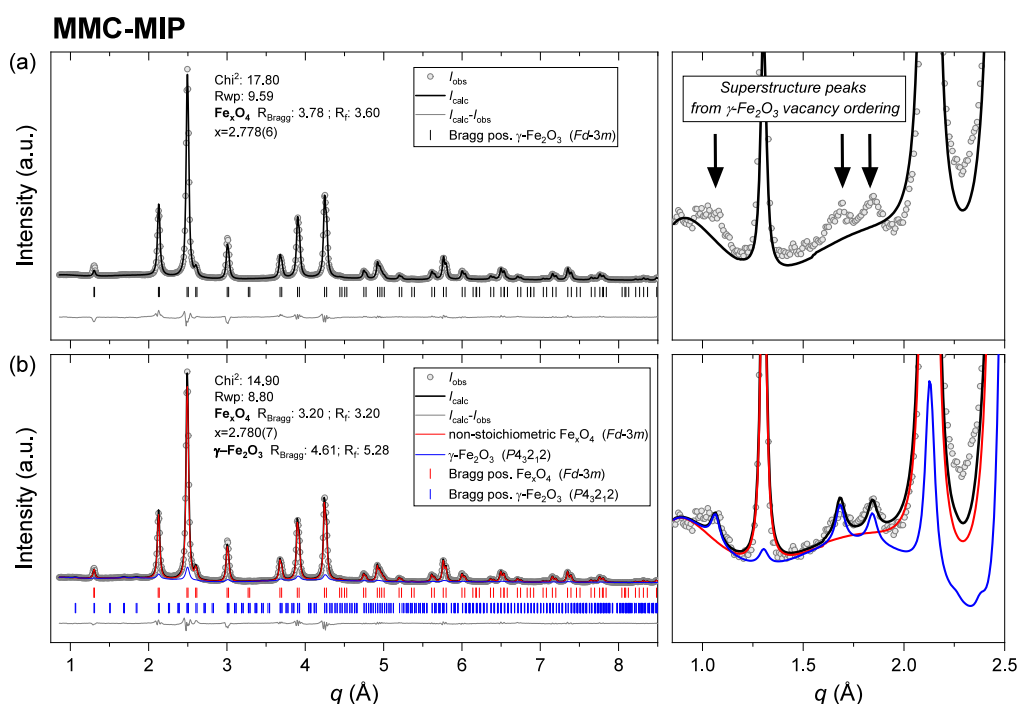 MMC-MIP
(a)
Chi²: 17.80
Rwp: 9.59
FeₓO₄ R_Bragg: 3.78 ; R_f: 3.60
x=2.778(6)
I_obs
I_calc
I_calc-I_obs
Bragg pos. γ-Fe₂O₃ (Fd-3m)
Intensity (a.u.)
Superstructure peaks
from γ-Fe₂O₃ vacancy ordering
(b)
Chi²: 14.90
Rwp: 8.80
FeₓO₄ R_Bragg: 3.20 ; R_f: 3.20
x=2.780(7)
γ–Fe₂O₃ R_Bragg: 4.61; R_f: 5.28
I_obs
I_calc
I_calc-I_obs
non-stoichiometric FeₓO₄ (Fd-3m)
γ-Fe₂O₃ (P4₃2₁2)
Bragg pos. FeₓO₄ (Fd-3m)
Bragg pos. γ-Fe₂O₃ (P4₃2₁2)
Intensity (a.u.)
1 2 3 4 5 6 7 8
q (Å)
1.0 1.5 2.0 2.5
q (Å)